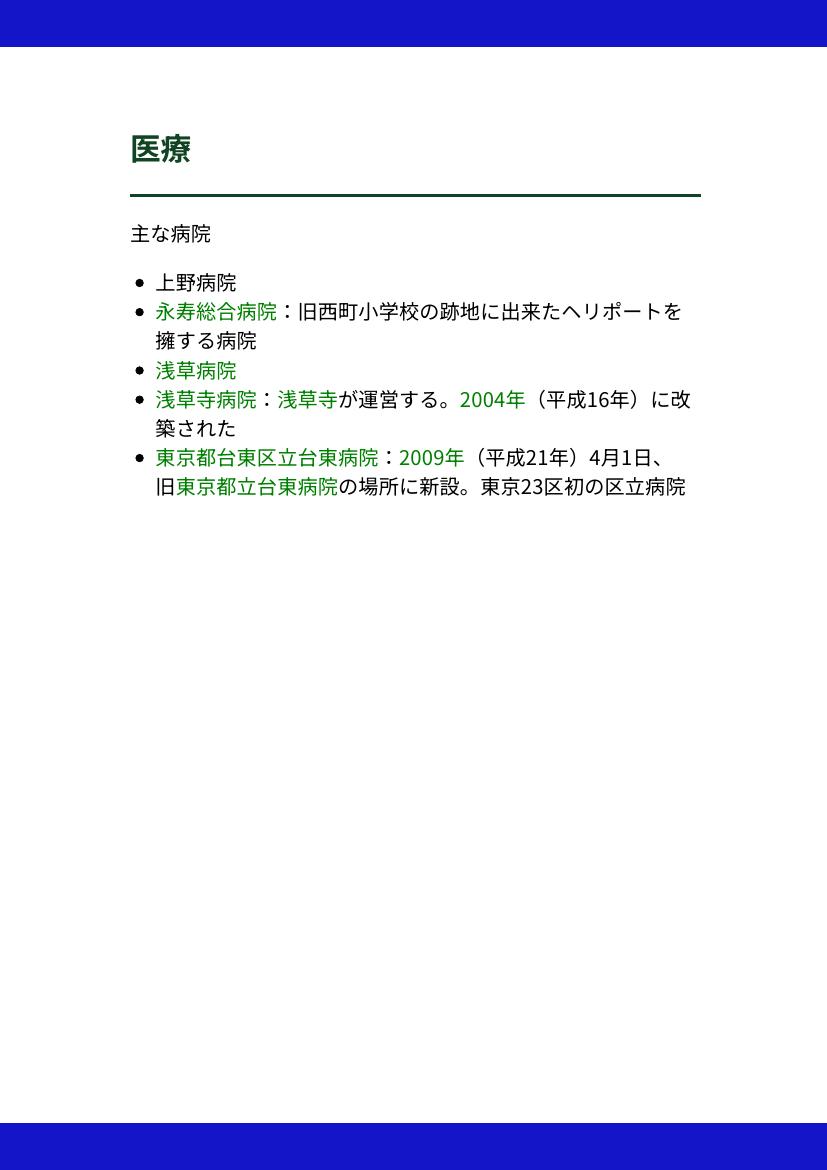 医療
主な病院
上野病院
永寿総合病院：旧西町小学校の跡地に出来たヘリポートを
擁する病院
浅草病院
浅草寺病院：浅草寺が運営する。2004年（平成16年）に改
築された
東京都台東区立台東病院：2009年（平成21年）4月1日、
旧東京都立台東病院の場所に新設。東京23区初の区立病院